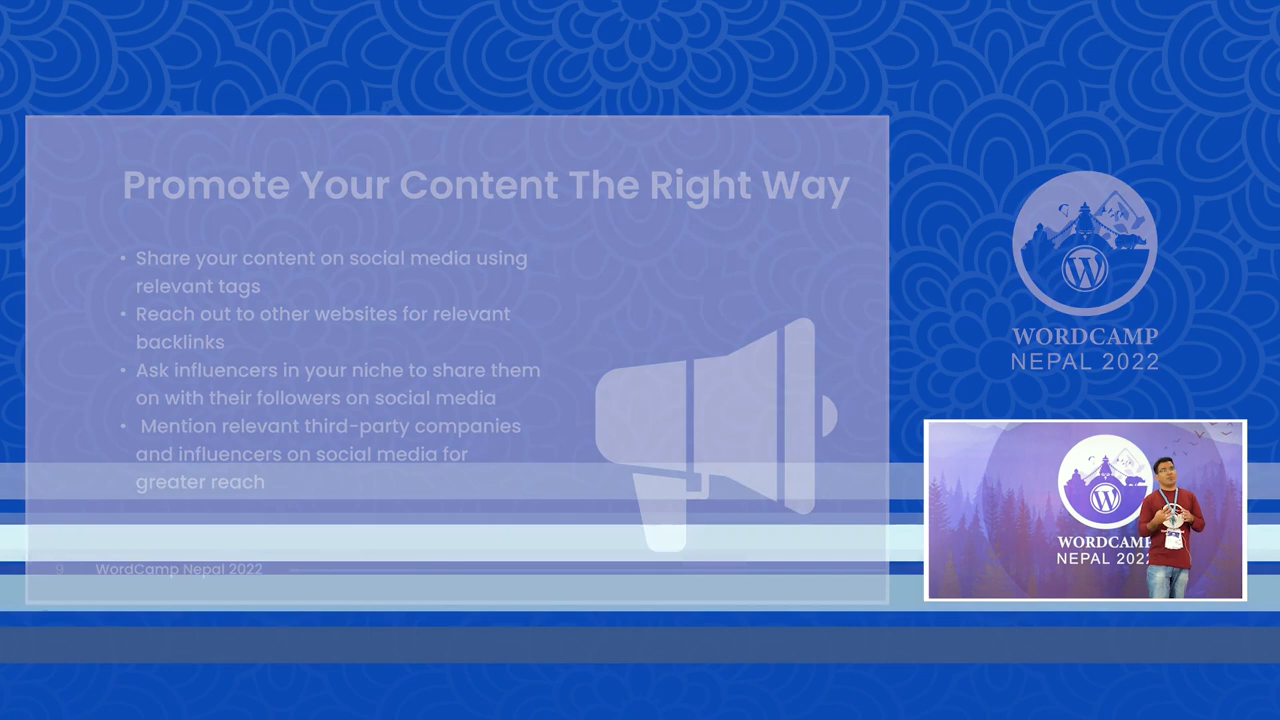 Promote Your Content The Right Way
• Share your content on social media using
relevant tags
• Reach out to other websites for relevant
backlinks
• Ask influencers in your niche to share them
on with their followers on social media
• Mention relevant third-party companies
and influencers on social media for
greater reach
9 WordCamp Nepal 2022
WORDCAMP
NEPAL 2022
WORDCAMP
NEPAL 2022